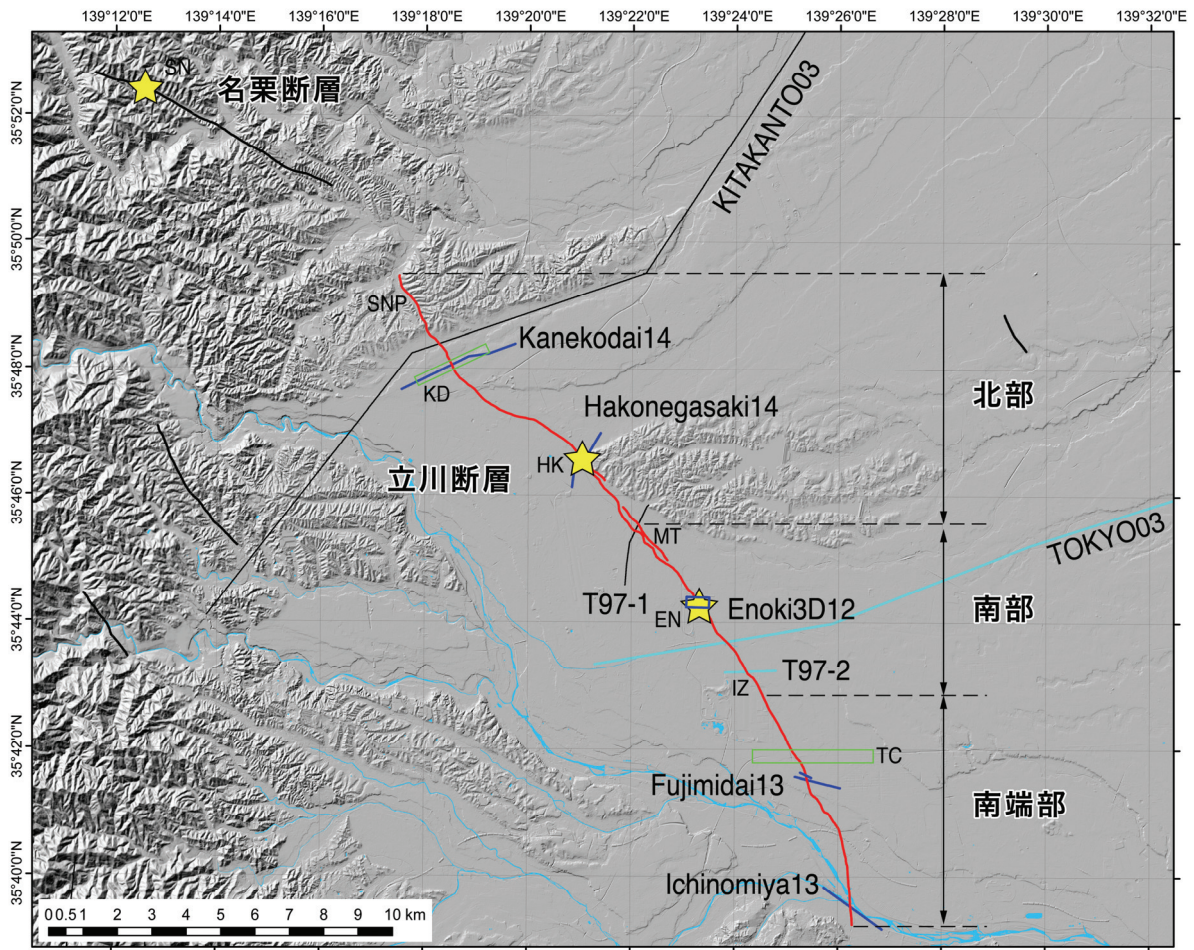 139°12'0"E 139°14'0"E 139°16'0"E 139°18'0"E 139°20'0"E 139°22'0"E 139°24'0"E 139°26'0"E 139°28'0"E 139°30'0"E 139°32'0"E
SN
名栗断層
35°52'0"N
KITAKANTO03
35°50'0"N
SNP
Kanekodai14
35°48'0"N
KD
北部
Hakonegasaki14
HK
立川断層
35°46'0"N
MT
TOKYO03
T97-1
EN
Enoki3D12
南部
35°44'0"N
T97-2
IZ
35°42'0"N
TC
Fujimidai13
南端部
Ichinomiya13
35°40'0"N
0 0.5 1 2 3 4 5 6 7 8 9 10 km